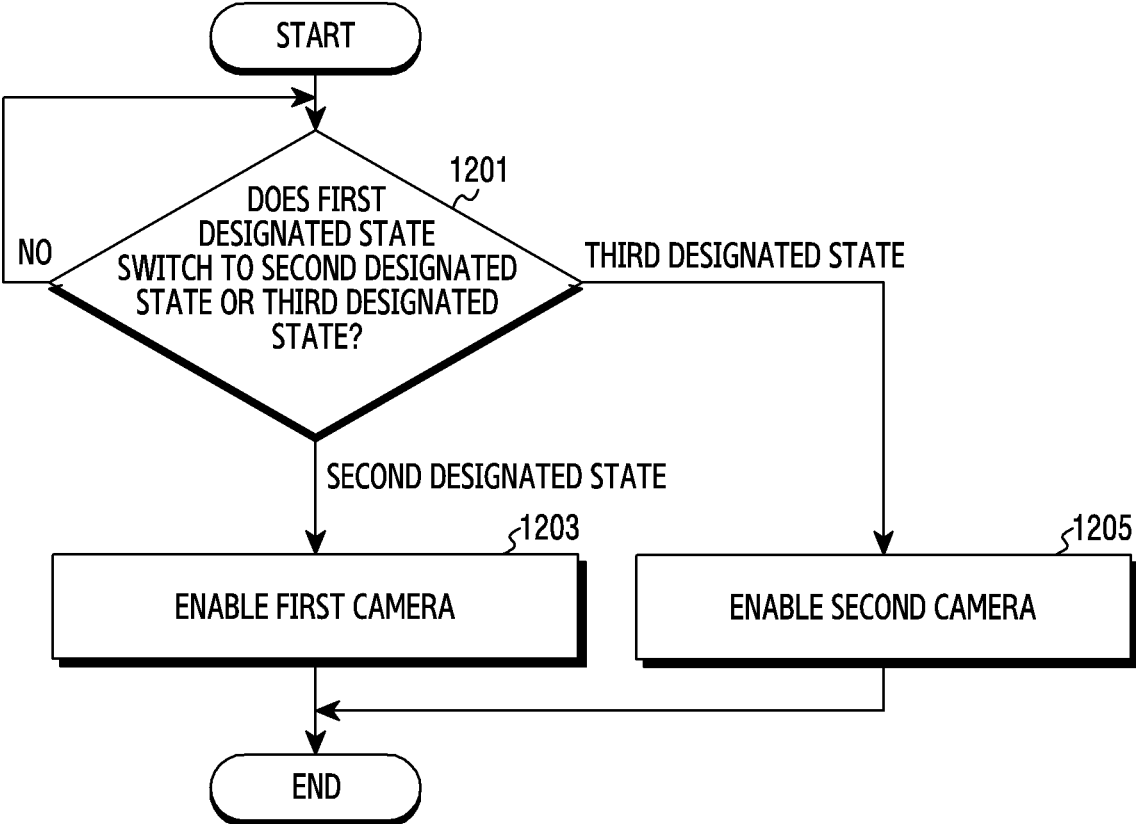 START
1201
DOES FIRST
DESIGNATED STATE
SWITCH TO SECOND DESIGNATED
STATE OR THIRD DESIGNATED
STATE?
NO
THIRD DESIGNATED STATE
SECOND DESIGNATED STATE
1203
ENABLE FIRST CAMERA
1205
ENABLE SECOND CAMERA
END